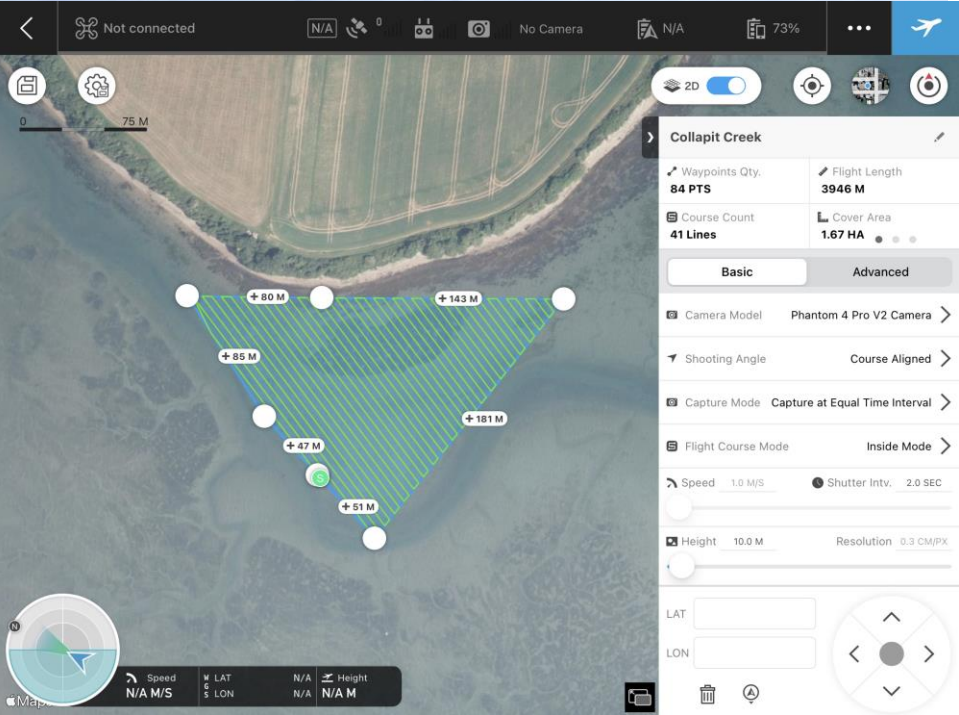 Not connected
N/A
0
No Camera
N/A
73%
2D
0 75 M
Collapit Creek
Waypoints Qty. Flight Length
84 PTS 3946 M
Course Count Cover Area
41 Lines 1.67 HA
Basic Advanced
Camera Model Phantom 4 Pro V2 Camera
Shooting Angle Course Aligned
Capture Mode Capture at Equal Time Interval
Flight Course Mode Inside Mode
Speed 1.0 M/S Shutter Intv. 2.0 SEC
Height 10.0 M Resolution 0.3 CM/PX
LAT
LON
+ 80 M
+ 143 M
+ 85 M
+ 181 M
+ 47 M
S
+ 51 M
N
Speed W LAT N/A Height
N/A M/S G S LON N/A N/A M